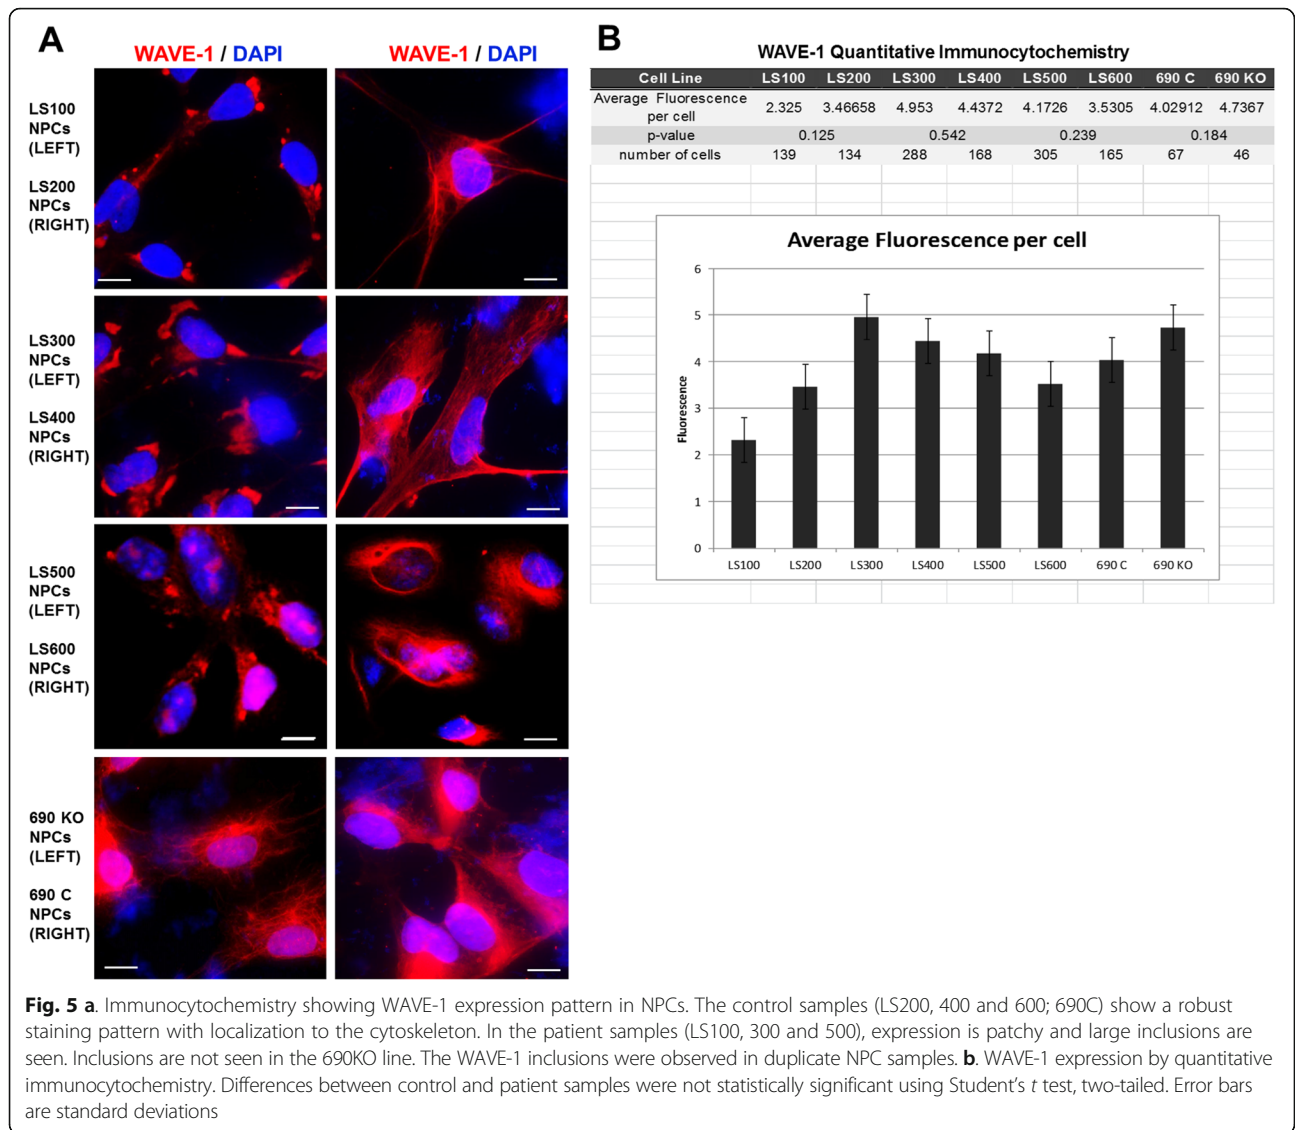 A
WAVE-1 / DAPI
WAVE-1 / DAPI
LS100
NPCs
(LEFT)
LS200
NPCs
(RIGHT)
LS300
NPCs
(LEFT)
LS400
NPCs
(RIGHT)
LS500
NPCs
(LEFT)
LS600
NPCs
(RIGHT)
690 KO
NPCs
(LEFT)
690 C
NPCs
(RIGHT)
B
WAVE-1 Quantitative Immunocytochemistry
Cell Line LS100 LS200 LS300 LS400 LS500 LS600 690 C 690 KO
Average Fluorescence per cell 2.325 3.46658 4.953 4.4372 4.1726 3.5305 4.02912 4.7367
p-value 0.125 0.542 0.239 0.184
number of cells 139 134 288 168 305 165 67 46
Average Fluorescence per cell
Fluorescence
6
5
4
3
2
1
0
LS100 LS200 LS300 LS400 LS500 LS600 690 C 690 KO
Fig. 5 a. Immunocytochemistry showing WAVE-1 expression pattern in NPCs. The control samples (LS200, 400 and 600; 690C) show a robust
staining pattern with localization to the cytoskeleton. In the patient samples (LS100, 300 and 500), expression is patchy and large inclusions are
seen. Inclusions are not seen in the 690KO line. The WAVE-1 inclusions were observed in duplicate NPC samples. b. WAVE-1 expression by quantitative
immunocytochemistry. Differences between control and patient samples were not statistically significant using Student's t test, two-tailed. Error bars
are standard deviations